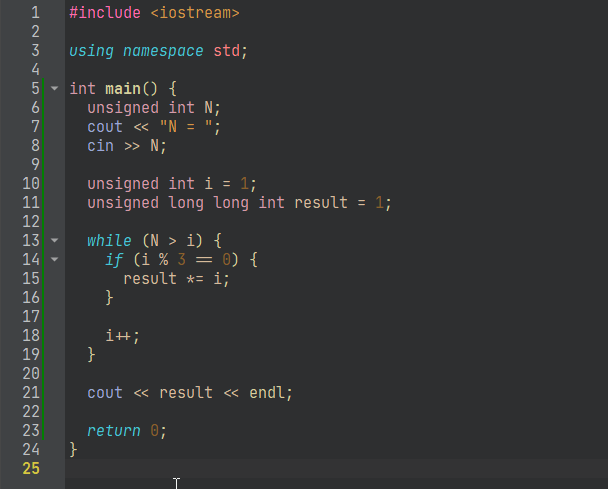 1 #include <iostream>
2
3 using namespace std;
4
5 int main() {
6   unsigned int N;
7   cout << "N = ";
8   cin >> N;
9
10   unsigned int i = 1;
11   unsigned long long int result = 1;
12
13   while (N > i) {
14     if (i % 3 == 0) {
15       result *= i;
16     }
17
18     i++;
19   }
20
21   cout << result << endl;
22
23   return 0;
24 }
25